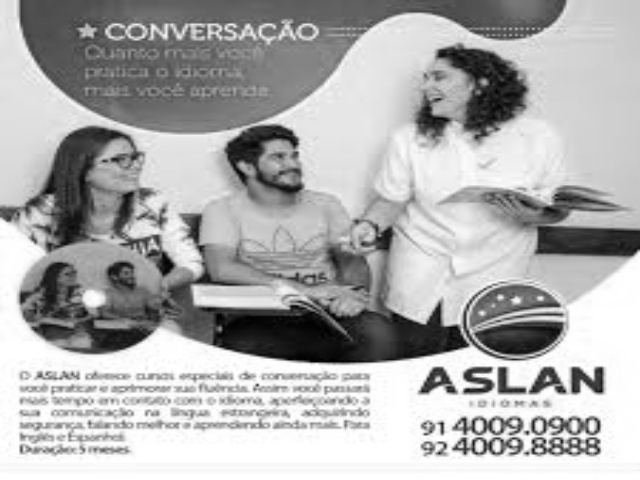 ★ CONVERSAÇÃO
Quanto mais você
pratica o idioma,
mais você aprende.
adidas
O ASLAN oferece cursos especiais de conversação para
você praticar e aprimorar sua fluência. Assim você passará
mais tempo em contato com o idioma, aperfeiçoando a
sua comunicação na língua estrangeira, adquirindo
segurança, falando melhor e aprendendo ainda mais. Para
Inglês e Espanhol.
Duração: 5 meses.
ASLAN
IDIOMAS
91 4009.0900
92 4009.8888